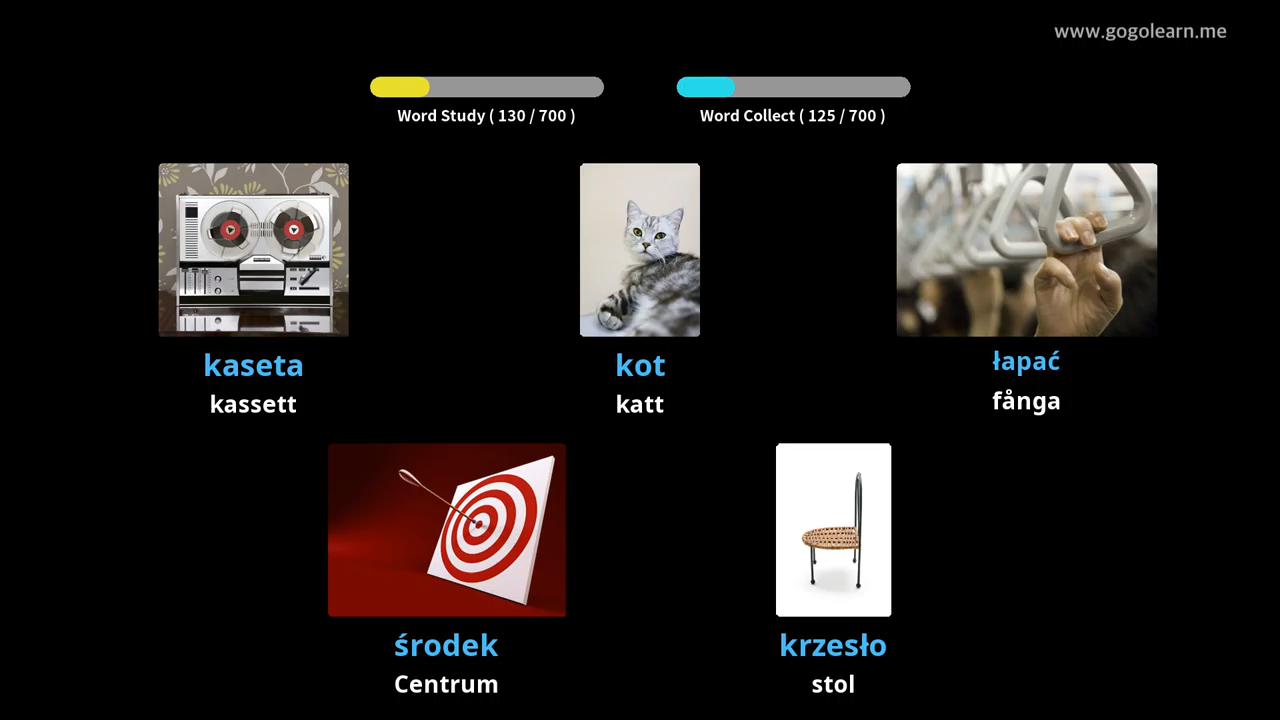 www.gogolearn.me
Word Study ( 130 / 700 )
Word Collect ( 125 / 700 )
kaseta
kassett
kot
katt
łapać
fånga
środek
Centrum
krzesło
stol